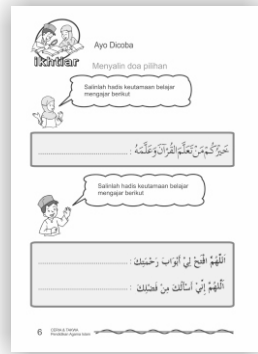 Ikhtiar
Ayo Dicoba
Menyalin doa pilihan
Salinlah hadis keutamaan belajar
mengajar berikut
خَيْرُكُمْ مَنْ تَعَلَّمَ الْقُرْآنَ وَعَلَّمَهُ : ..............................
Salinlah hadis keutamaan belajar
mengajar berikut
اَللّٰهُمَّ افْتَحْ لِيْ أَبْوَابَ رَحْمَتِكَ : ..............................
اَللّٰهُمَّ إِنِّيْ أَسْأَلُكَ مِنْ فَضْلِكَ : ..............................
6 CERIA & TAKWA
Pendidikan Agama Islam